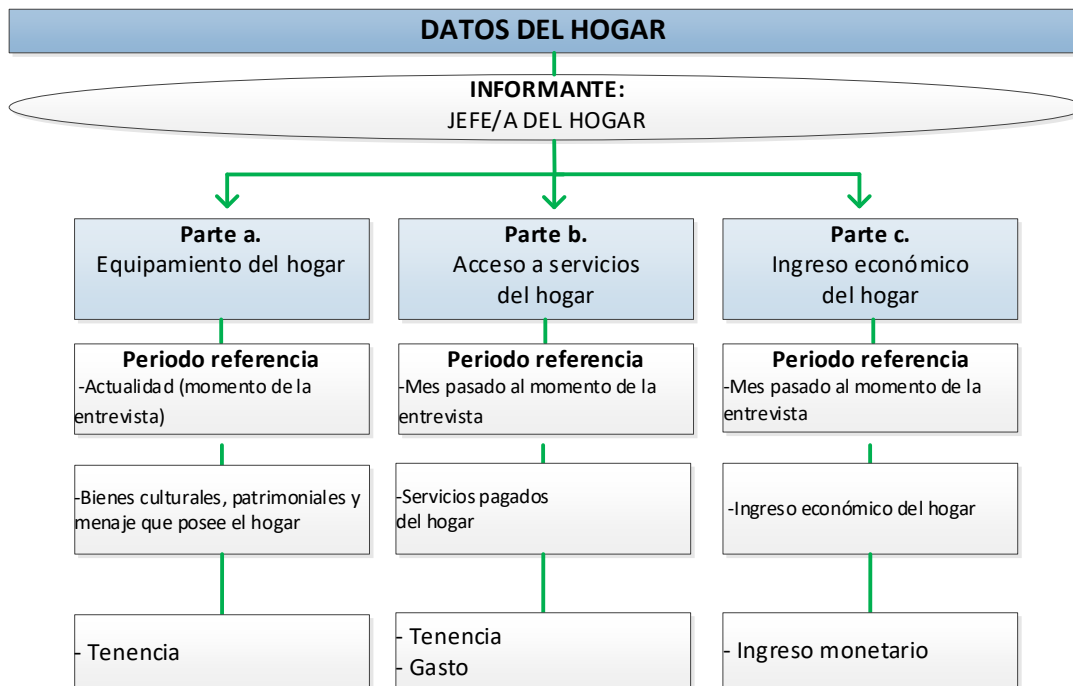 DATOS DEL HOGAR
INFORMANTE:
JEFE/A DEL HOGAR
Parte a.
Equipamiento del hogar
Periodo referencia
-Actualidad (momento de la
entrevista)
-Bienes culturales, patrimoniales y
menaje que posee el hogar
- Tenencia
Parte b.
Acceso a servicios
del hogar
Periodo referencia
-Mes pasado al momento de la
entrevista
-Servicios pagados
del hogar
- Tenencia
- Gasto
Parte c.
Ingreso económico
del hogar
Periodo referencia
-Mes pasado al momento de la
entrevista
-Ingreso económico del hogar
- Ingreso monetario